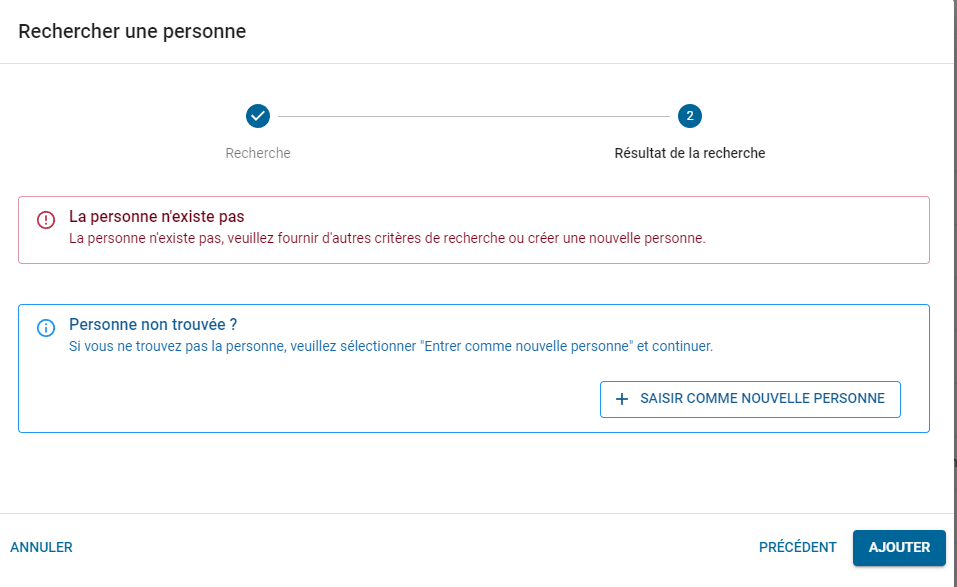 Rechercher une personne
2
Recherche
Résultat de la recherche
La personne n'existe pas
La personne n'existe pas, veuillez fournir d'autres critères de recherche ou créer une nouvelle personne.
Personne non trouvée ?
Si vous ne trouvez pas la personne, veuillez sélectionner "Entrer comme nouvelle personne" et continuer.
+ SAISIR COMME NOUVELLE PERSONNE
ANNULER
PRÉCÉDENT
AJOUTER